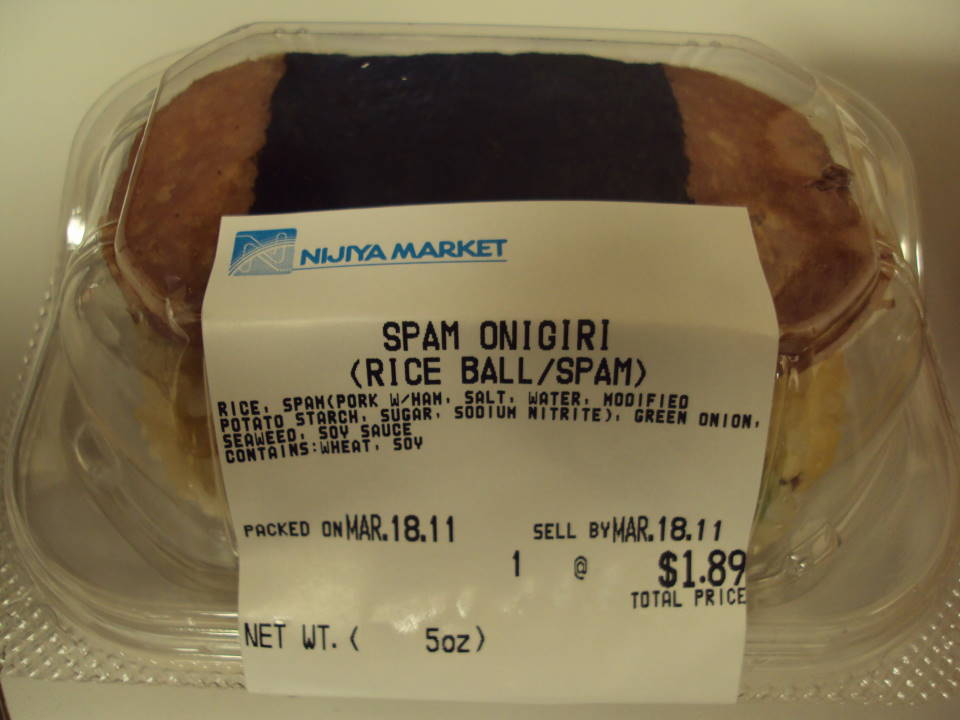 NIJIYA MARKET
SPAM ONIGIRI
(RICE BALL/SPAM)
RICE, SPAM(PORK W/HAM, SALT, WATER, MODIFIED
POTATO STARCH, SUGAR, SODIUM NITRITE), GREEN ONION,
SEAWEED, SOY SAUCE
CONTAINS:WHEAT, SOY
PACKED ON MAR.18.11 SELL BY MAR.18.11
1 @ $1.89
TOTAL PRICE
NET WT. ( 5oz)